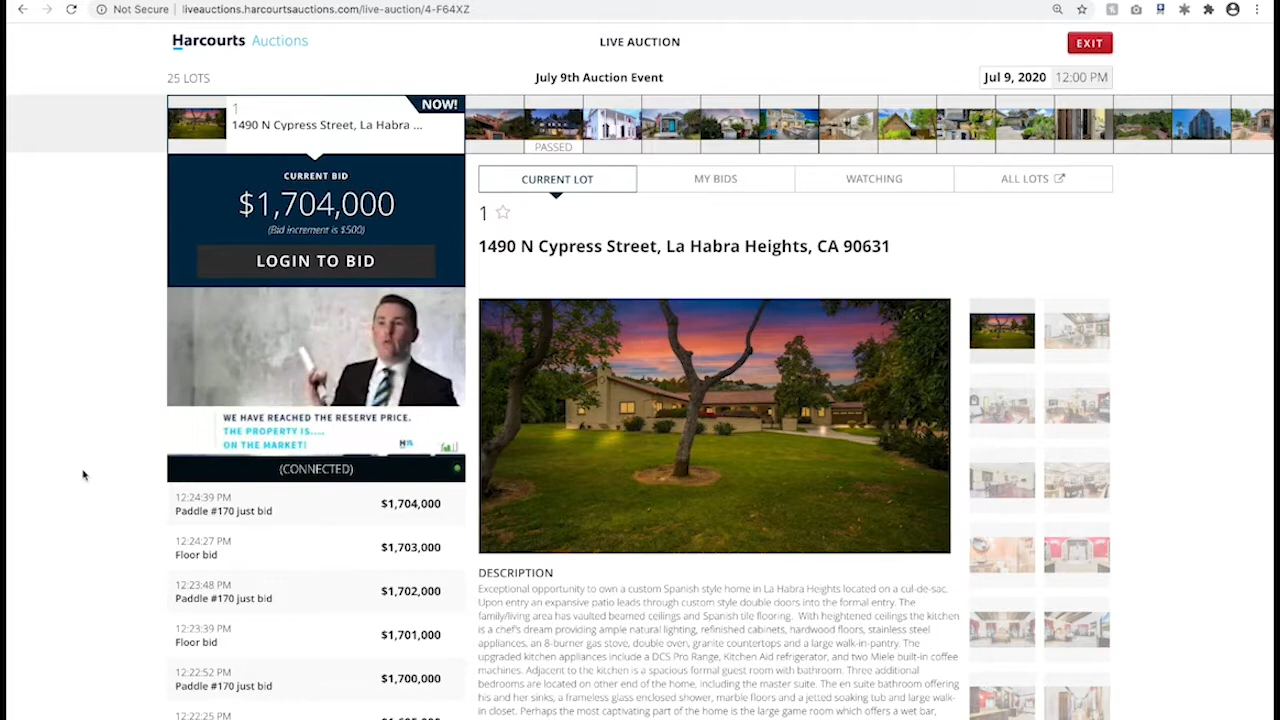 Not Secure | liveauctions.harcourtsauctions.com/live-auction/4-F64XZ
Harcourts Auctions
LIVE AUCTION
EXIT
25 LOTS
July 9th Auction Event
Jul 9, 2020 12:00 PM
1
NOW!
1490 N Cypress Street, La Habra ...
PASSED
CURRENT BID
$1,704,000
(Bid increment is $500)
LOGIN TO BID
CURRENT LOT
MY BIDS
WATCHING
ALL LOTS
1
1490 N Cypress Street, La Habra Heights, CA 90631
WE HAVE REACHED THE RESERVE PRICE.
THE PROPERTY IS....
ON THE MARKET!
(CONNECTED)
12:24:39 PM
Paddle #170 just bid
$1,704,000
12:24:27 PM
Floor bid
$1,703,000
12:23:48 PM
Paddle #170 just bid
$1,702,000
12:23:39 PM
Floor bid
$1,701,000
12:22:52 PM
Paddle #170 just bid
$1,700,000
12:22:25 PM
DESCRIPTION
Exceptional opportunity to own a custom Spanish style home in La Habra Heights located on a cul-de-sac.
Upon entry an expansive patio leads through custom style double doors into the formal entry. The
family/living area has vaulted beamed ceilings and Spanish tile flooring. With heightened ceilings the kitchen
is a chef's dream providing ample natural lighting, refinished cabinets, hardwood floors, stainless steel
appliances, an 8-burner gas stove, double oven, granite countertops and a large walk-in-pantry. The
upgraded kitchen appliances include a DCS Pro Range, Kitchen Aid refrigerator, and two Miele built-in coffee
machines. Adjacent to the kitchen is a spacious formal guest room with bathroom. Three additional
bedrooms are located on other end of the home, including the master suite. The en suite bathroom offering
his and her sinks, a frameless glass enclosed shower, marble floors and a jetted soaking tub and large walk-
in closet. Perhaps the most captivating part of the home is the large game room which offers a wet bar,